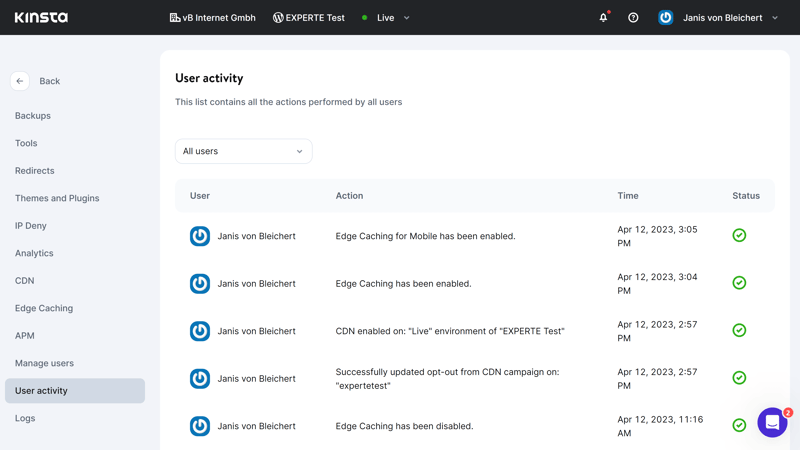 Kinsta vB Internet Gmbh EXPERTE Test Live Janis von Bleichert
Back
Backups
Tools
Redirects
Themes and Plugins
IP Deny
Analytics
CDN
Edge Caching
APM
Manage users
User activity
Logs
User activity
This list contains all the actions performed by all users
All users
User Action Time Status
Janis von Bleichert Edge Caching for Mobile has been enabled. Apr 12, 2023, 3:05
PM
Janis von Bleichert Edge Caching has been enabled. Apr 12, 2023, 3:04
PM
Janis von Bleichert CDN enabled on: "Live" environment of "EXPERTE Test" Apr 12, 2023, 2:57
PM
Janis von Bleichert Successfully updated opt-out from CDN campaign on: Apr 12, 2023, 2:57
"expertetest" PM
Janis von Bleichert Edge Caching has been disabled. Apr 12, 2023, 11:16
AM
2